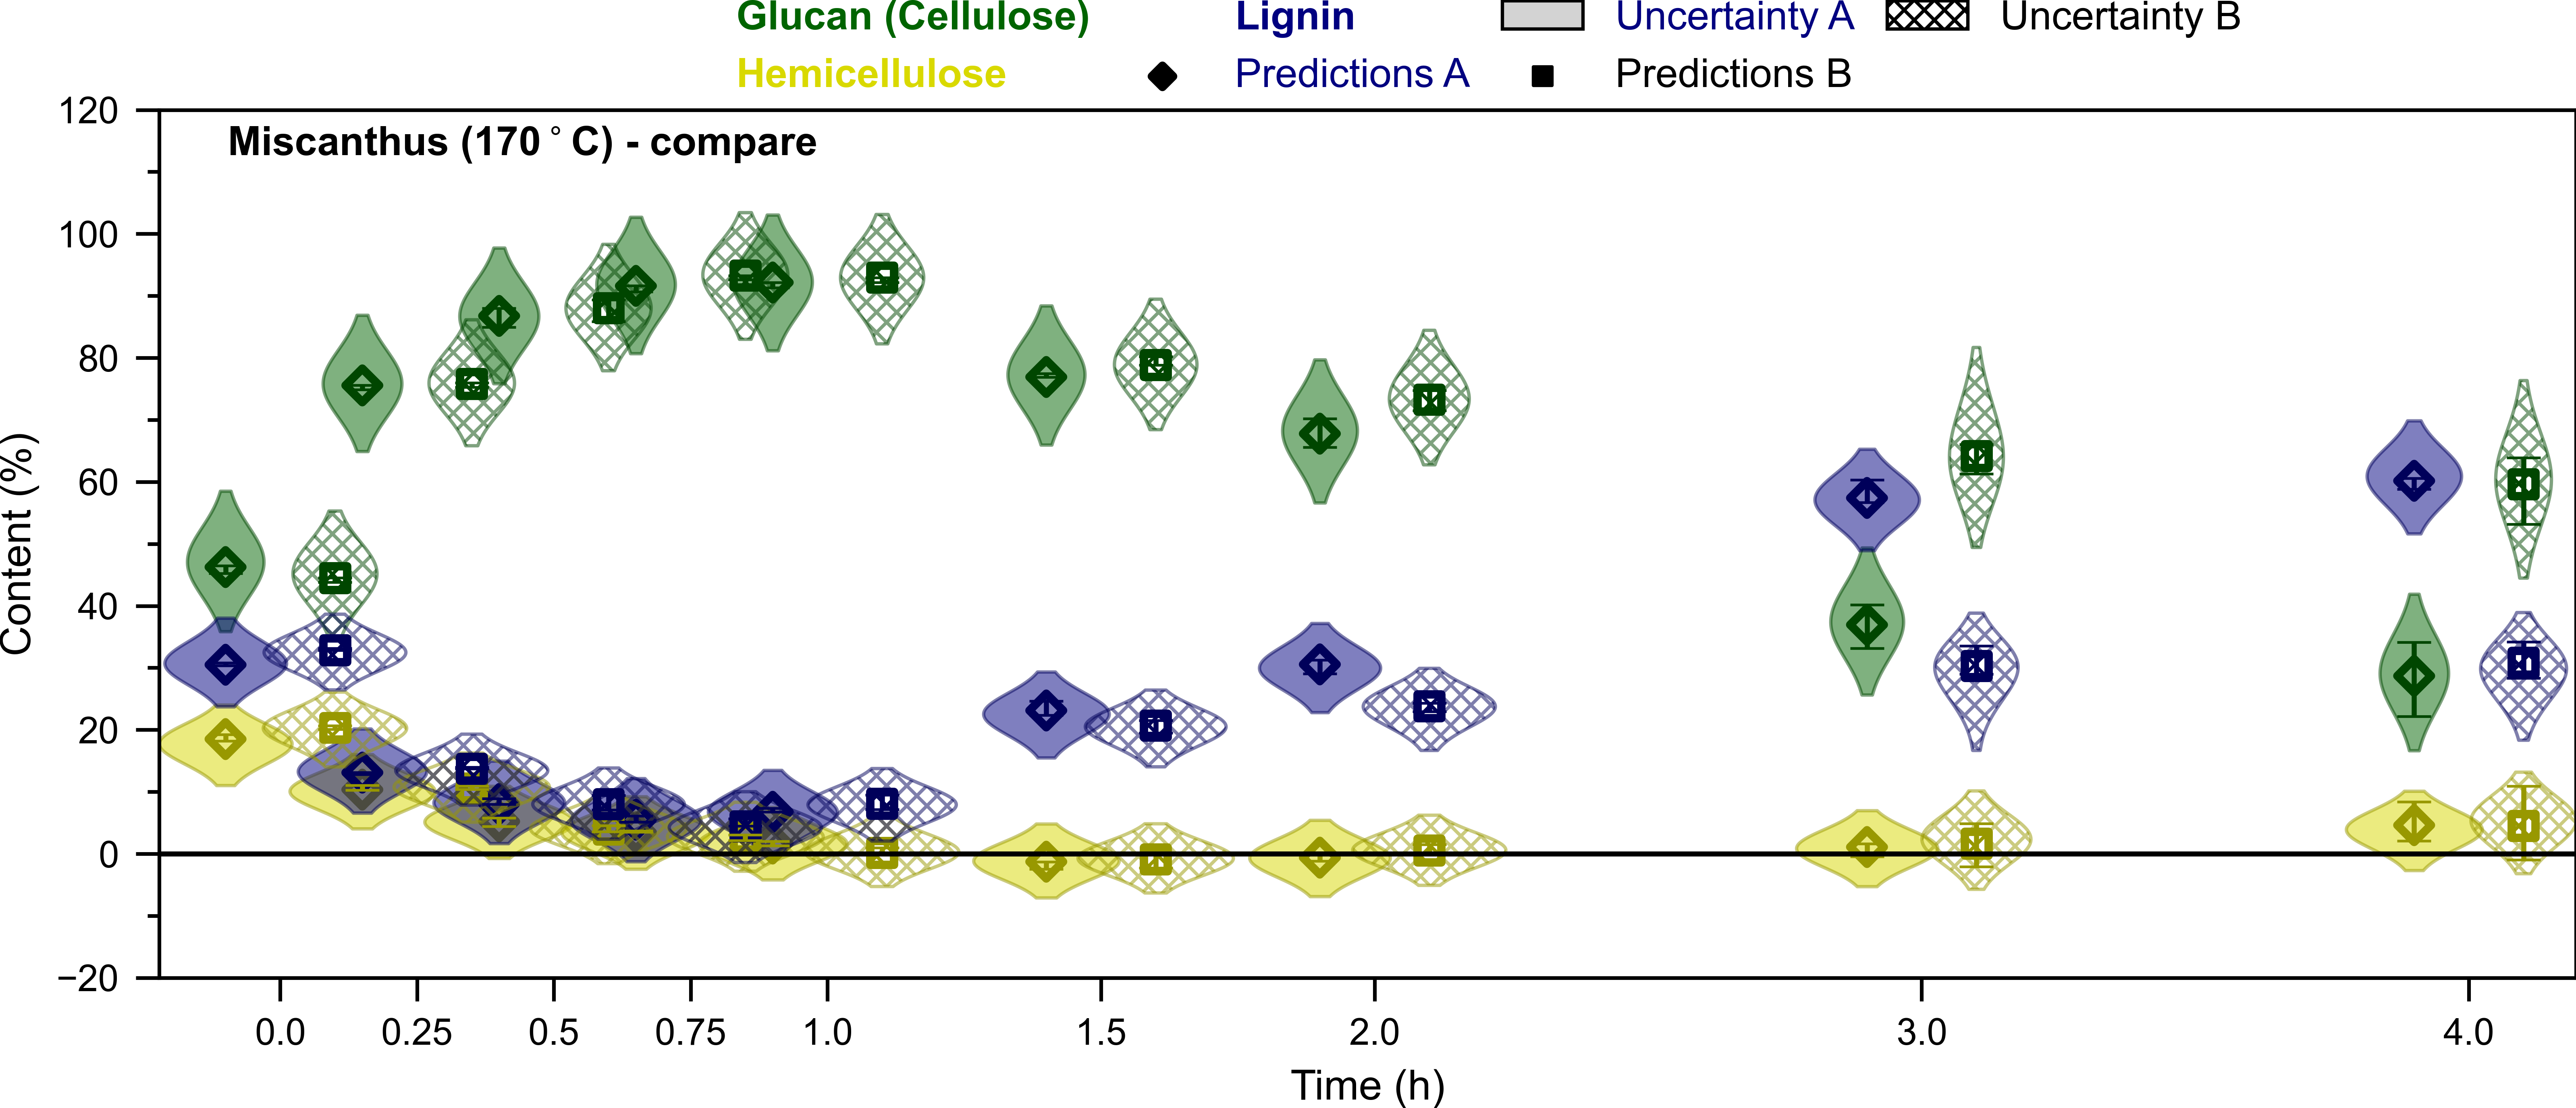 Glucan (Cellulose) Lignin Uncertainty A Uncertainty B
Hemicellulose Predictions A Predictions B
Miscanthus (170 °C) - compare
120
100
80
60
40
20
0
−20
Content (%)
0.0 0.25 0.5 0.75 1.0 1.5 2.0 3.0 4.0
Time (h)